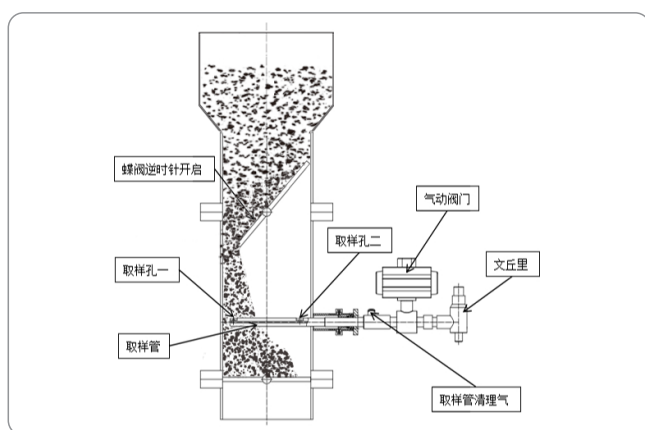 蝶阀逆时针开启
气动阀门
取样孔二
文丘里
取样孔一
取样管
取样管清理气